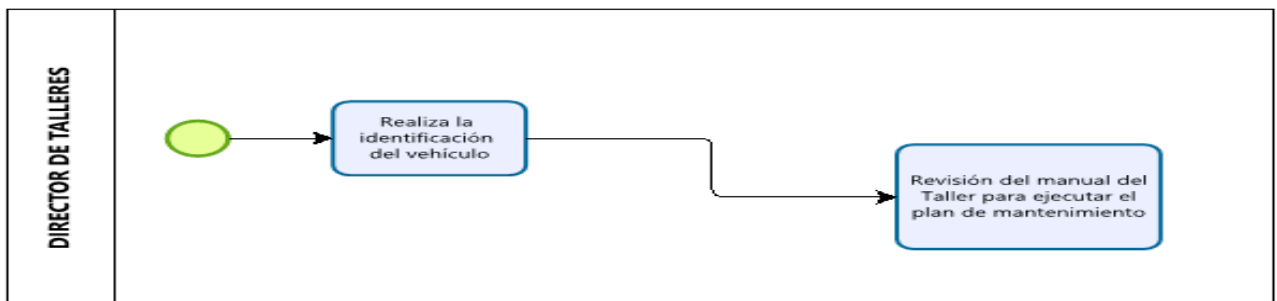 DIRECTOR DE TALLERES
Realiza la
identificación
del vehículo
Revisión del manual del
Taller para ejecutar el
plan de mantenimiento